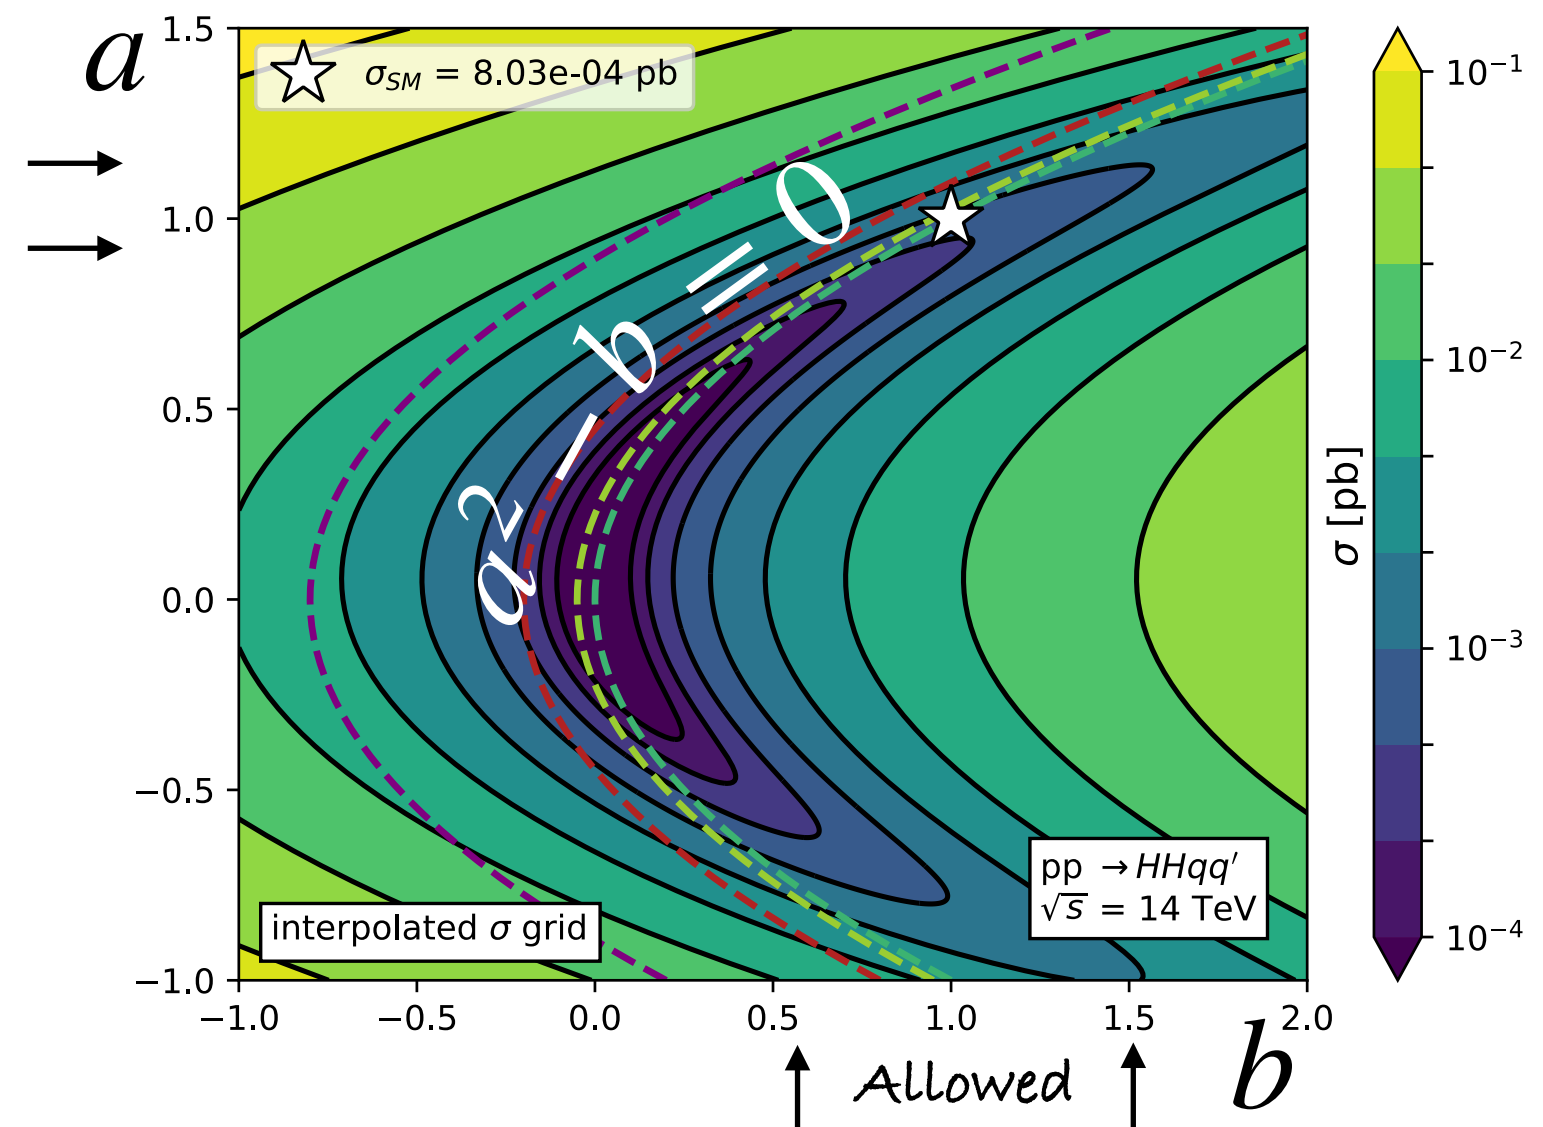 a
1.5
1.0
0.5
0.0
−0.5
−1.0
σSM = 8.03e-04 pb
a² − b = 0
interpolated σ grid
pp → HHqq′
√s = 14 TeV
−1.0 −0.5 0.0 0.5 1.0 1.5 2.0
Allowed
b
σ [pb]
10⁻¹
10⁻²
10⁻³
10⁻⁴